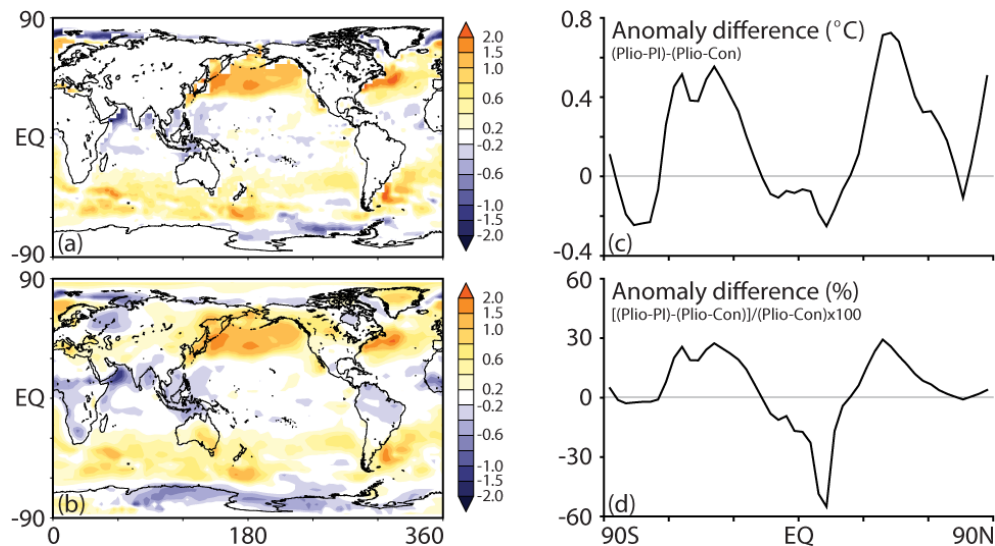 90
EQ
-90
(a)
2.0
1.5
1.0
0.6
0.2
-0.2
-0.6
-1.0
-1.5
-2.0
0.8
0.4
0
-0.4
Anomaly difference (°C)
(Plio-PI)-(Plio-Con)
(c)
90
EQ
-90
(b)
0
180
360
2.0
1.5
1.0
0.6
0.2
-0.2
-0.6
-1.0
-1.5
-2.0
60
30
0
-30
-60
Anomaly difference (%)
[(Plio-PI)-(Plio-Con)]/(Plio-Con)x100
(d)
90S
EQ
90N